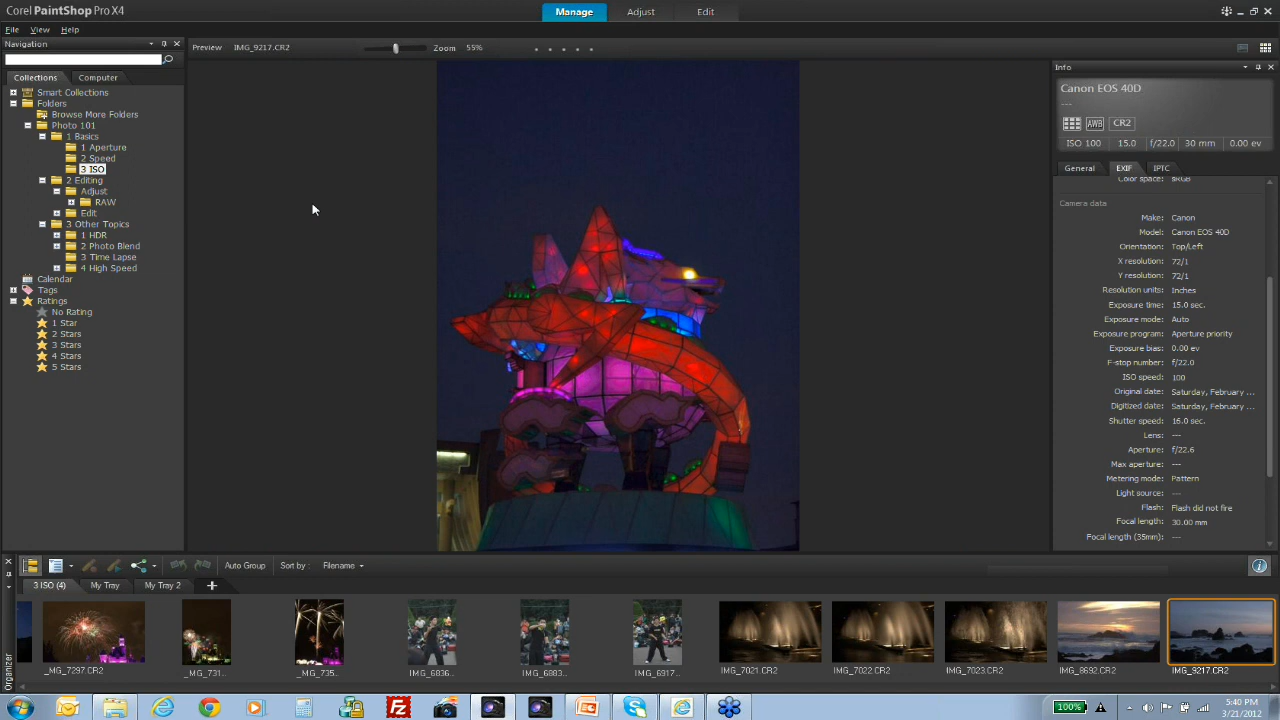 Corel PaintShop Pro X4
Manage
Adjust
Edit
File View Help
Navigation
Preview IMG_9217.CR2
Zoom 55%
Info
Collections
Computer
Smart Collections
Folders
Browse More Folders
Photo 101
1 Basics
1 Aperture
2 Speed
3 ISO
2 Editing
Adjust
RAW
Edit
3 Other Topics
1 HDR
2 Photo Blend
3 Time Lapse
4 High Speed
Calendar
Tags
Ratings
No Rating
1 Star
2 Stars
3 Stars
4 Stars
5 Stars
Canon EOS 40D
---
AWB CR2
ISO 100 15.0 f/22.0 30 mm 0.00 ev
General EXIF IPTC
Color space: sRGB
Camera data
Make: Canon
Model: Canon EOS 40D
Orientation: Top/Left
X resolution: 72/1
Y resolution: 72/1
Resolution units: Inches
Exposure time: 15.0 sec.
Exposure mode: Auto
Exposure program: Aperture priority
Exposure bias: 0.00 ev
F-stop number: f/22.0
ISO speed: 100
Original date: Saturday, February ...
Digitized date: Saturday, February ...
Shutter speed: 16.0 sec.
Lens: ---
Aperture: f/22.6
Max aperture: ---
Metering mode: Pattern
Light source: ---
Flash: Flash did not fire
Focal length: 30.00 mm
Focal length (35mm): ---
Auto Group
Sort by :
Filename
3 ISO (4)
My Tray
My Tray 2
Organizer
_MG_7297.CR2
_MG_731...
_MG_735...
IMG_6836...
IMG_6883...
IMG_6917...
IMG_7021.CR2
IMG_7022.CR2
IMG_7023.CR2
IMG_8692.CR2
IMG_9217.CR2
100%
5:40 PM
3/21/2012